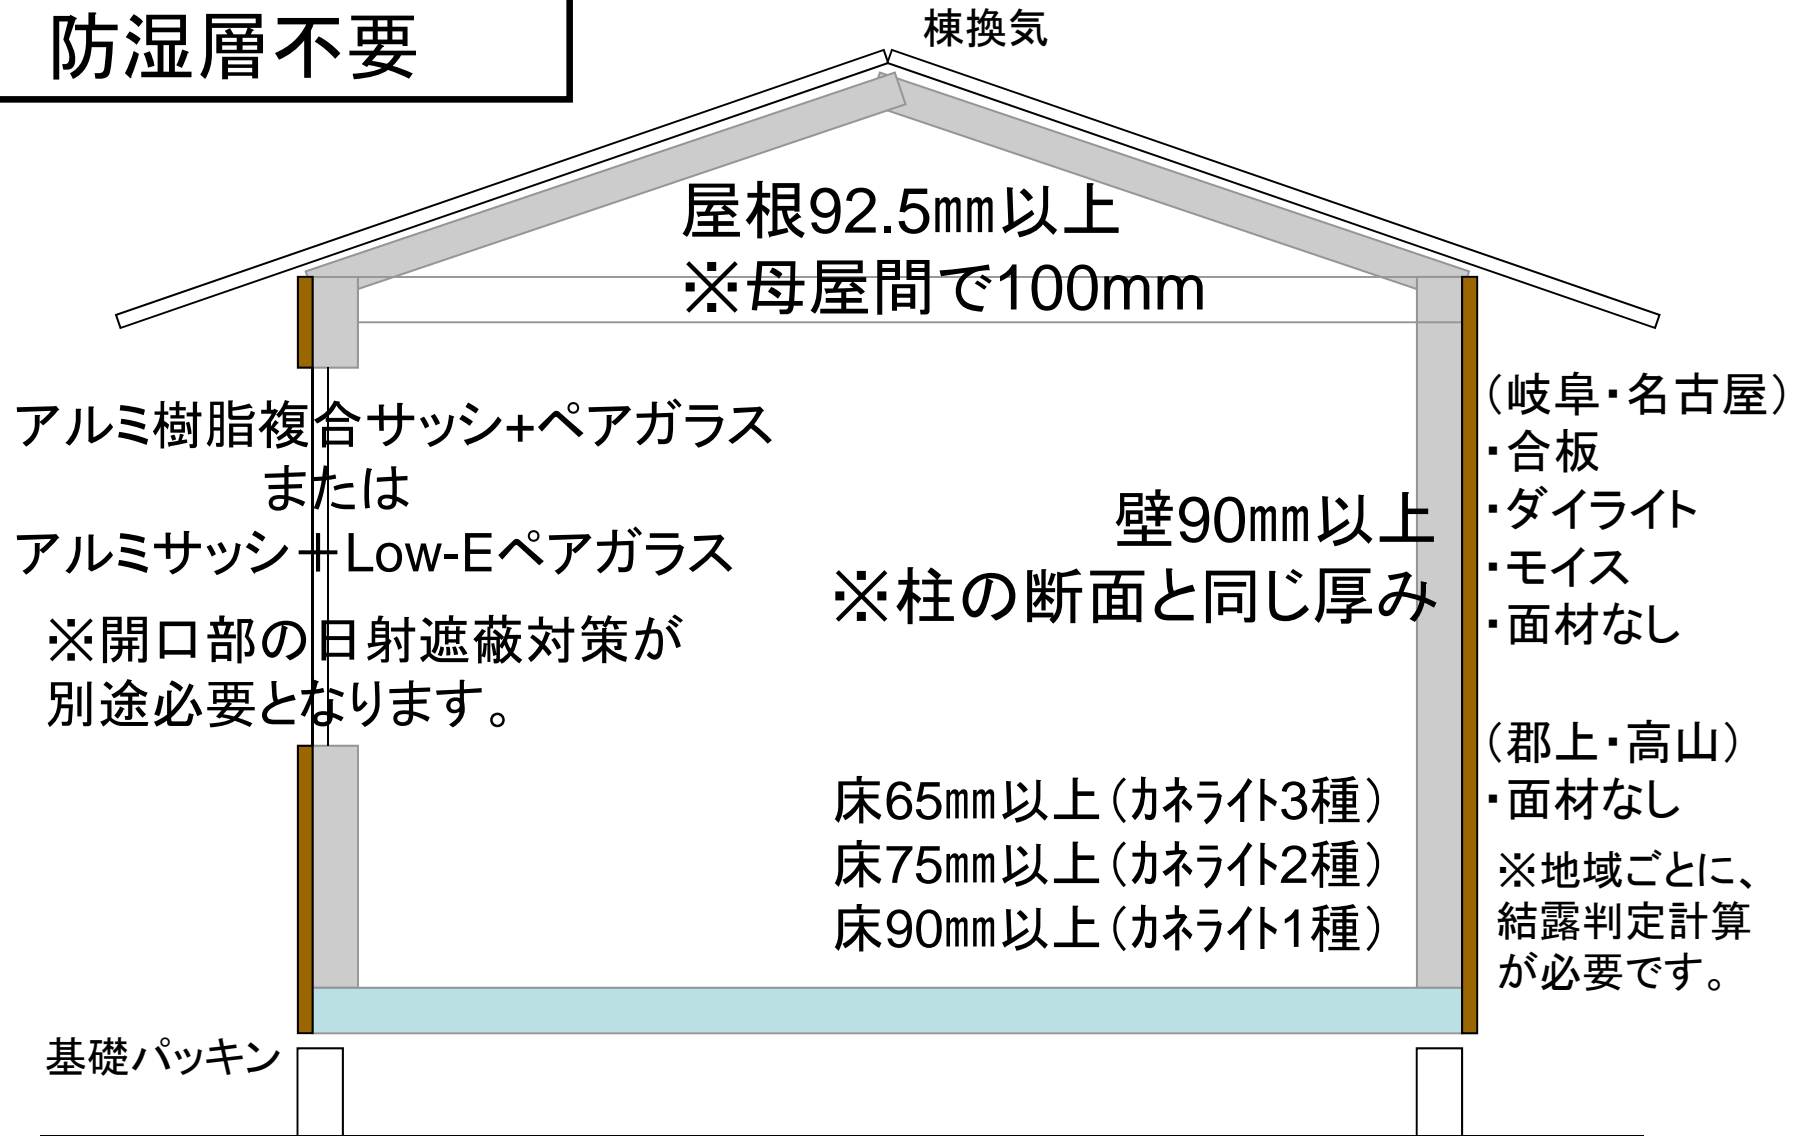 防湿層不要
棟換気
屋根92.5㎜以上
※母屋間で100mm
アルミ樹脂複合サッシ+ペアガラス
または
アルミサッシ＋Low-Eペアガラス
※開口部の日射遮蔽対策が
別途必要となります。
壁90㎜以上
※柱の断面と同じ厚み
床65㎜以上（ｶﾈﾗｲﾄ3種）
床75㎜以上（ｶﾈﾗｲﾄ2種）
床90㎜以上（ｶﾈﾗｲﾄ1種）
（岐阜・名古屋）
・合板
・ダイライト
・モイス
・面材なし
（郡上・高山）
・面材なし
※地域ごとに、
結露判定計算
が必要です。
基礎パッキン